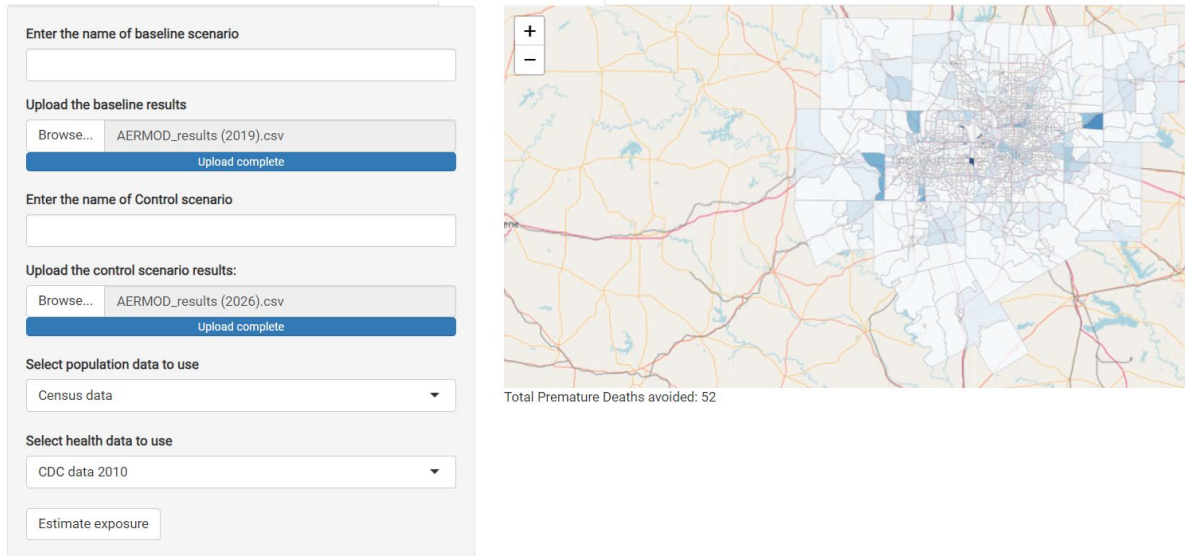 Enter the name of baseline scenario
Upload the baseline results
Browse... AERMOD_results (2019).csv
Upload complete
Enter the name of Control scenario
Upload the control scenario results:
Browse... AERMOD_results (2026).csv
Upload complete
Select population data to use
Census data
Select health data to use
CDC data 2010
Estimate exposure
+
−
ene
Total Premature Deaths avoided: 52